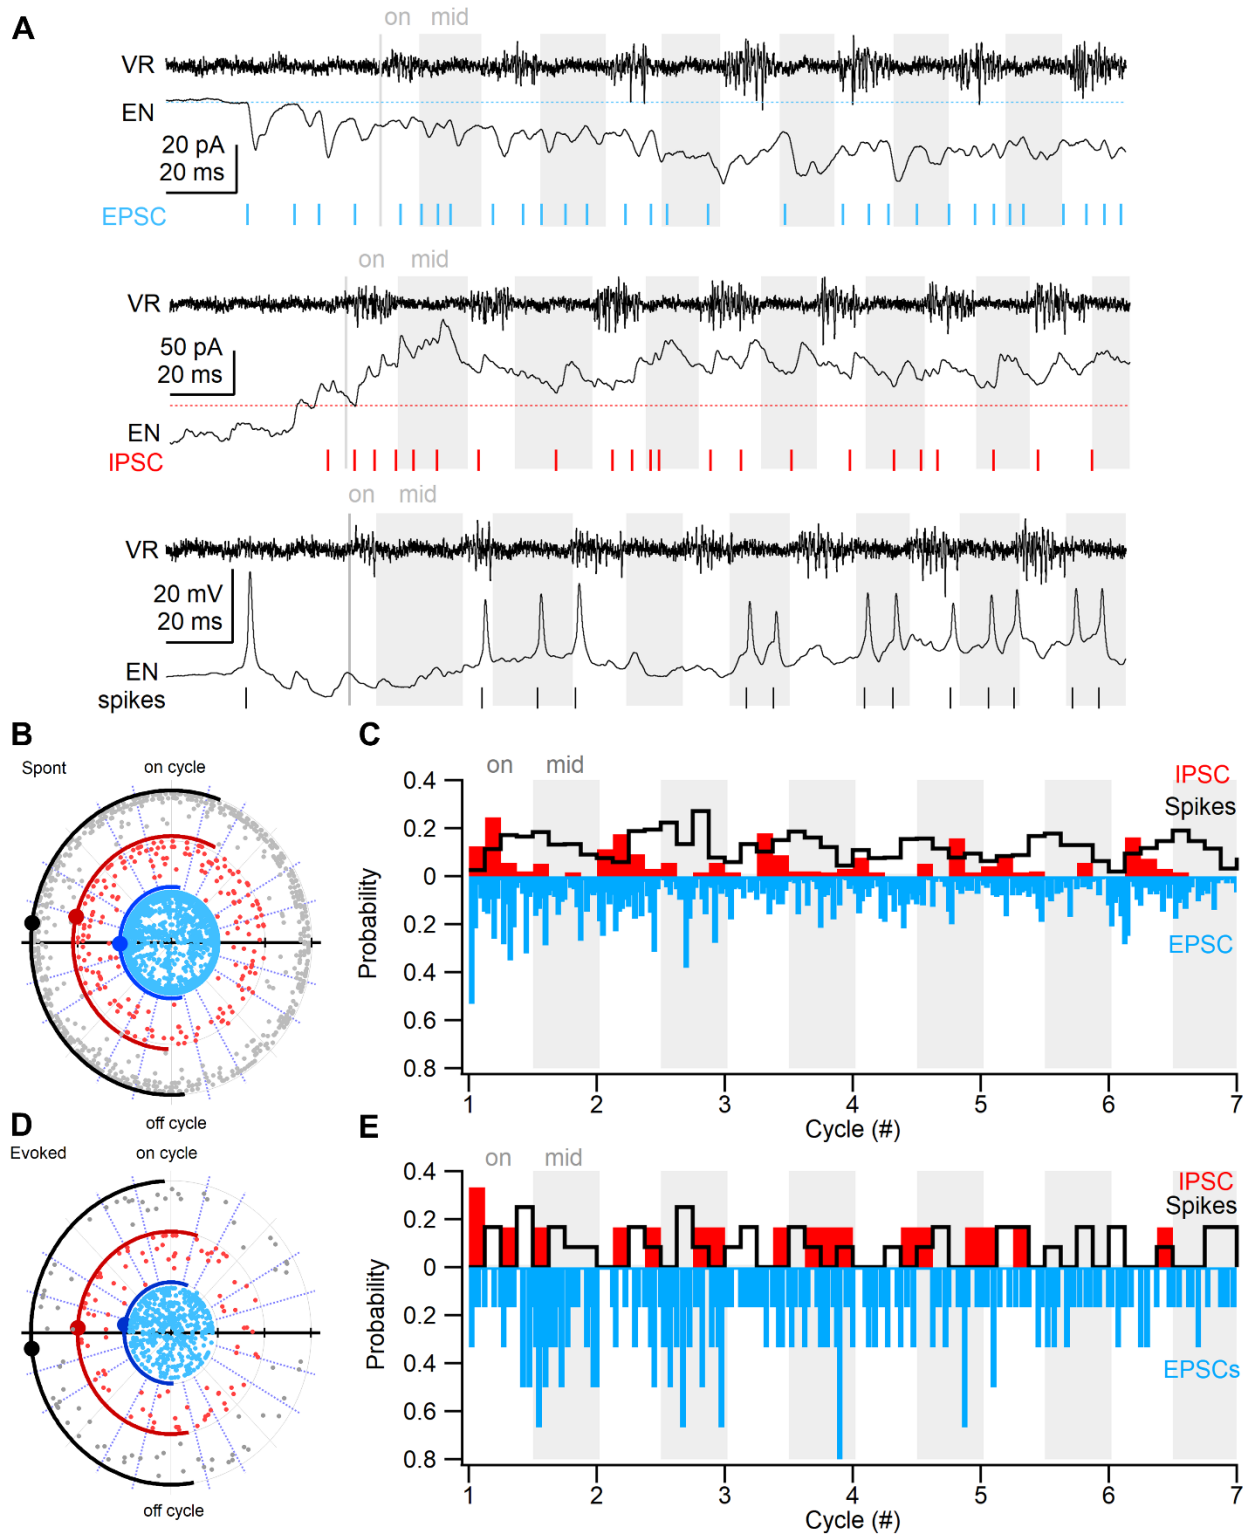 A
on mid
VR
EN
20 pA
20 ms
EPSC
on mid
VR
50 pA
20 ms
EN
IPSC
on mid
VR
20 mV
20 ms
EN
spikes
B
Spont
on cycle
off cycle
C
on mid
IPSC
Spikes
EPSC
0.4
0.2
0
0.2
0.4
0.6
0.8
Probability
1 2 3 4 5 6 7
Cycle (#)
D
Evoked
on cycle
off cycle
E
on mid
IPSC
Spikes
EPSCs
0.4
0.2
0
0.2
0.4
0.6
0.8
Probability
1 2 3 4 5 6 7
Cycle (#)